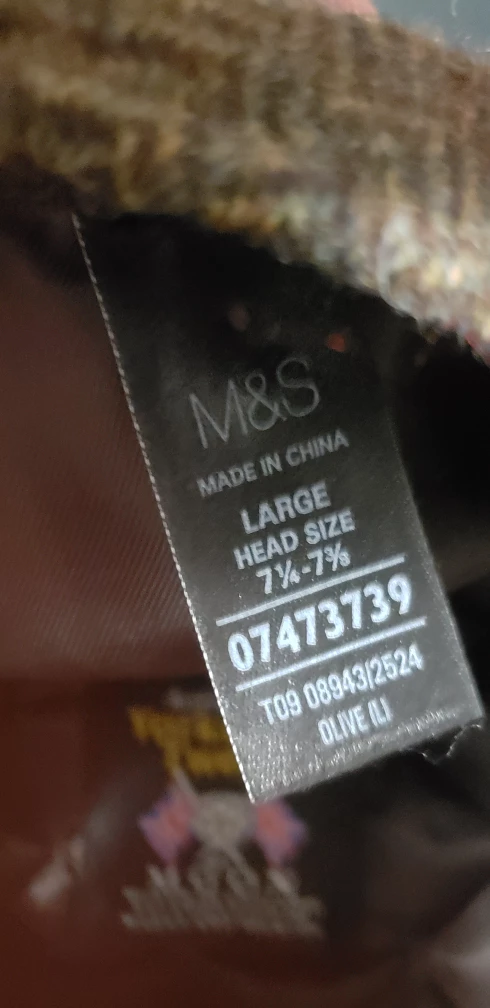 M&S
MADE IN CHINA
LARGE
HEAD SIZE
7¼-7⅜
07473739
T09 08943/2524
OLIVE (L)